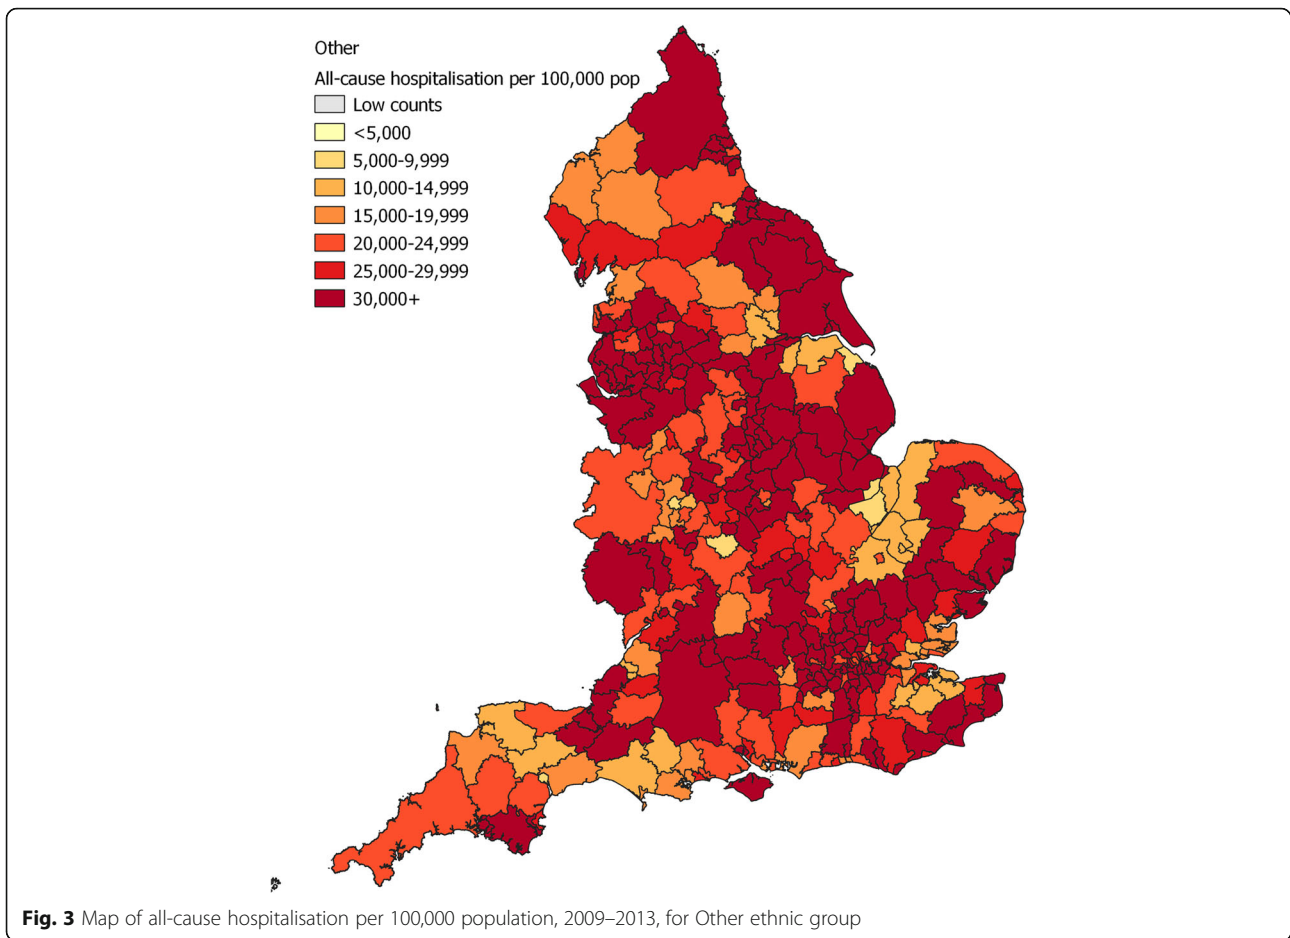 Other
All-cause hospitalisation per 100,000 pop
Low counts
<5,000
5,000-9,999
10,000-14,999
15,000-19,999
20,000-24,999
25,000-29,999
30,000+
Fig. 3 Map of all-cause hospitalisation per 100,000 population, 2009–2013, for Other ethnic group